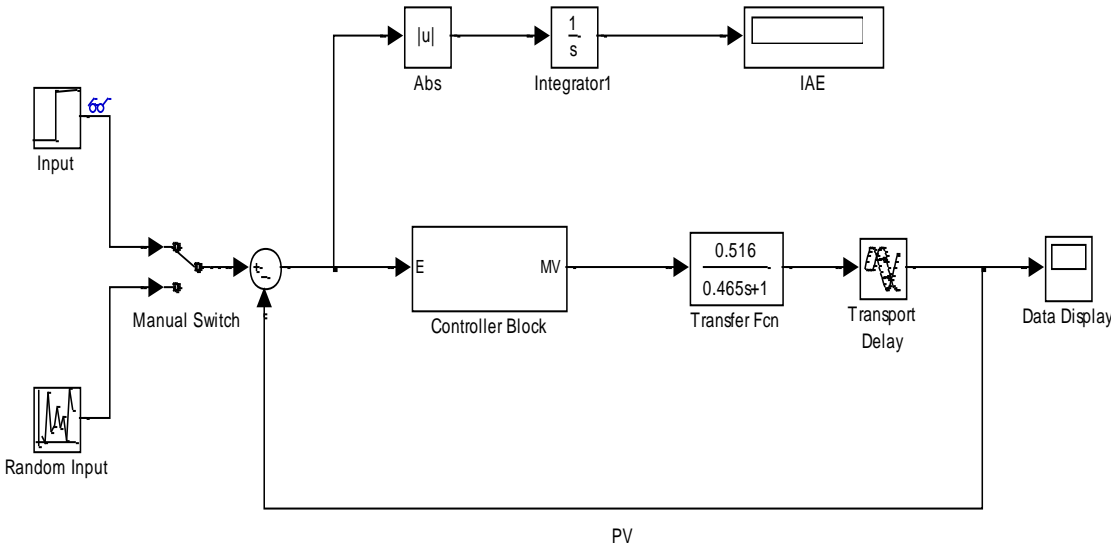 |u|
Abs
1
s
Integrator1
IAE
Input
Manual Switch
+
-
E
MV
Controller Block
0.516
0.465s+1
Transfer Fcn
Transport
Delay
Data Display
Random Input
PV